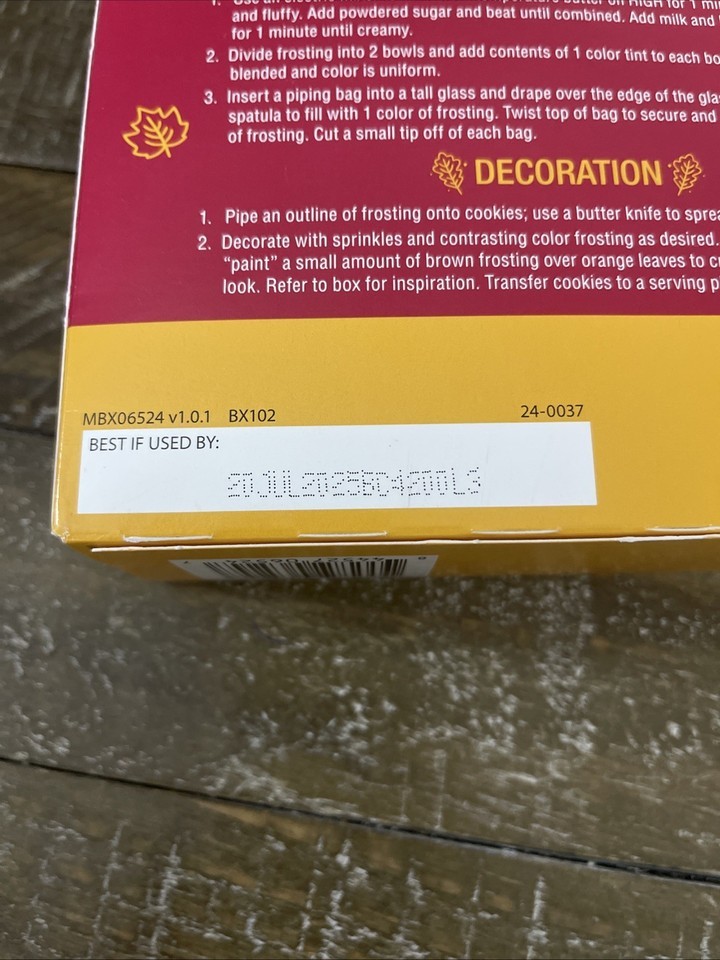 and fluffy. Add powdered sugar and beat until combined. Add milk and
for 1 minute until creamy.
2. Divide frosting into 2 bowls and add contents of 1 color tint to each bo
blended and color is uniform.
3. Insert a piping bag into a tall glass and drape over the edge of the gla
spatula to fill with 1 color of frosting. Twist top of bag to secure and
of frosting. Cut a small tip off of each bag.
DECORATION
1. Pipe an outline of frosting onto cookies; use a butter knife to sprea
2. Decorate with sprinkles and contrasting color frosting as desired.
"paint" a small amount of brown frosting over orange leaves to cr
look. Refer to box for inspiration. Transfer cookies to a serving p
MBX06524 v1.0.1 BX102 24-0037
BEST IF USED BY:
20JUL2025BC4200L3